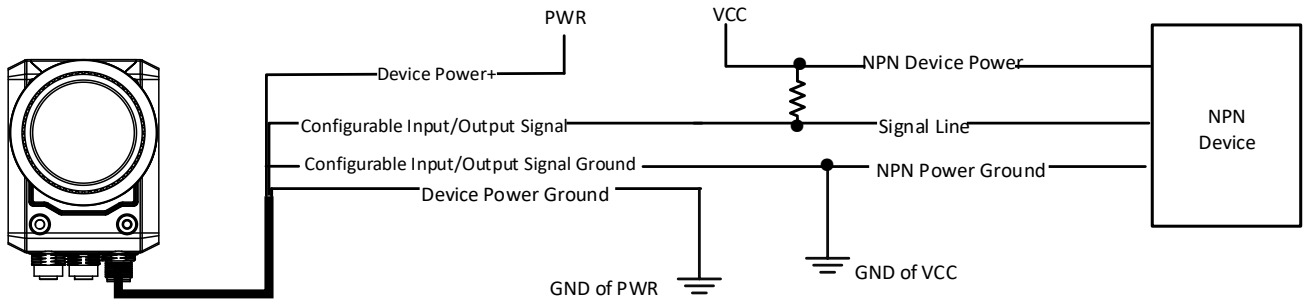 PWR
VCC
Device Power+
NPN Device Power
Configurable Input/Output Signal
Signal Line
NPN
Device
Configurable Input/Output Signal Ground
NPN Power Ground
Device Power Ground
GND of VCC
GND of PWR